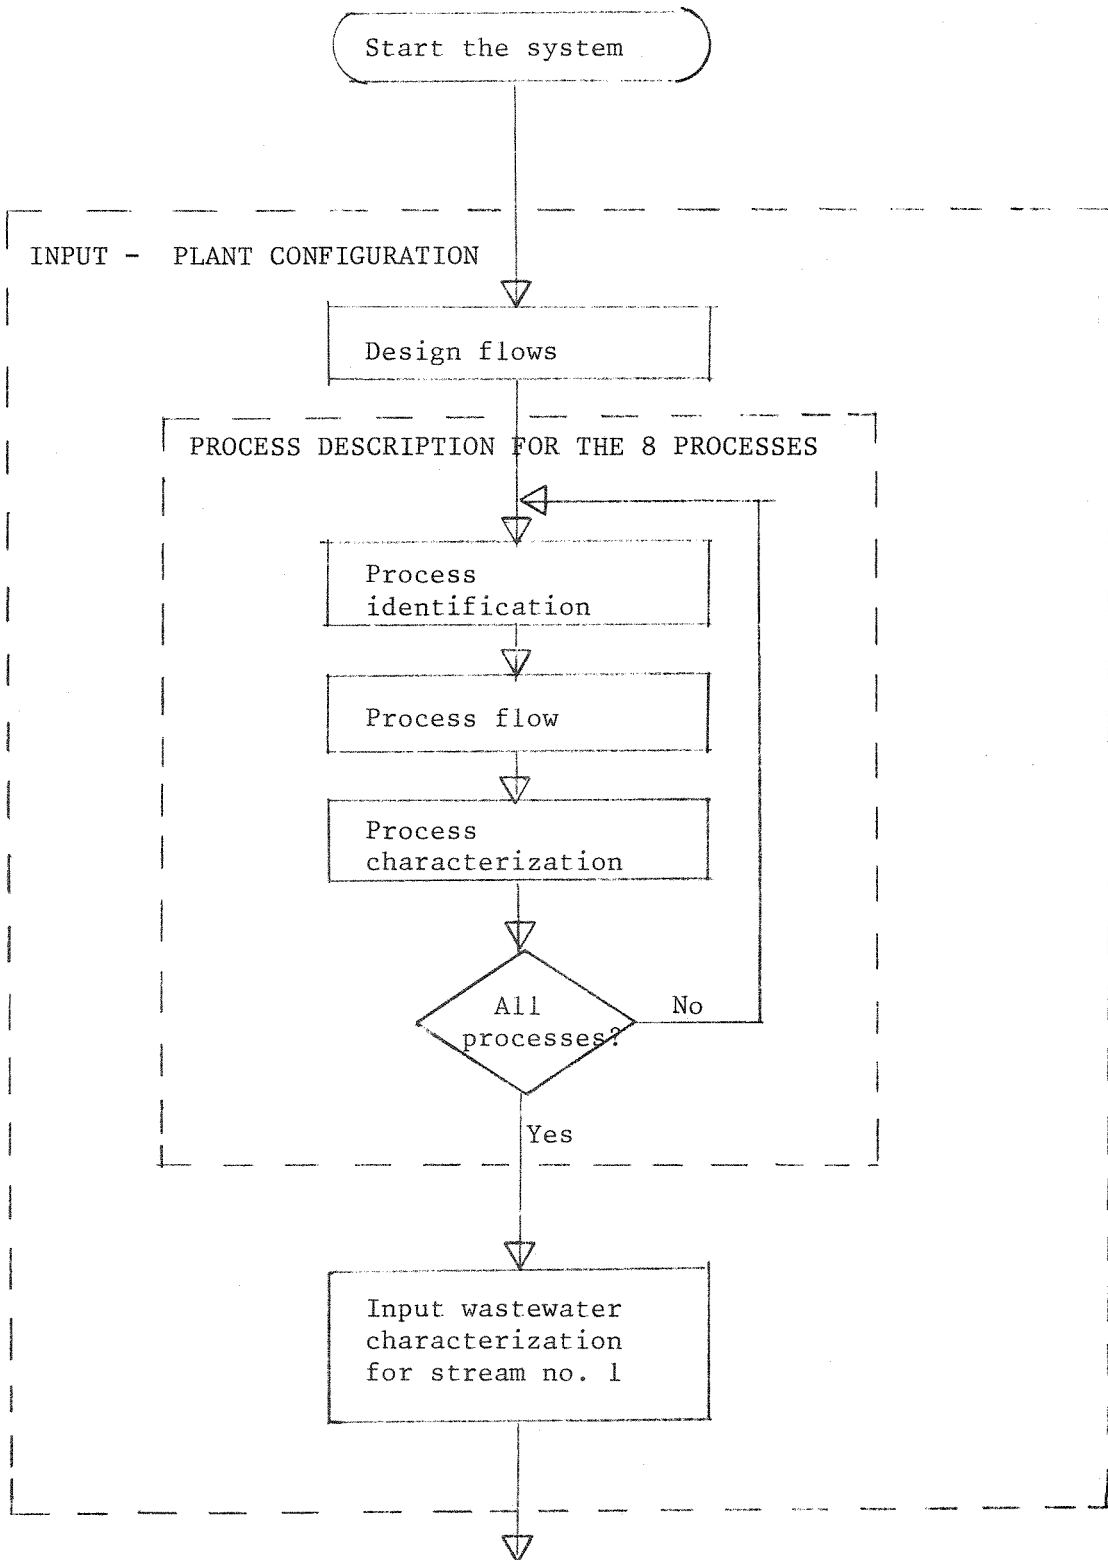 Start the system
INPUT - PLANT CONFIGURATION
Design flows
PROCESS DESCRIPTION FOR THE 8 PROCESSES
Process
identification
Process flow
Process
characterization
All
processes?
No
Yes
Input wastewater
characterization
for stream no. 1